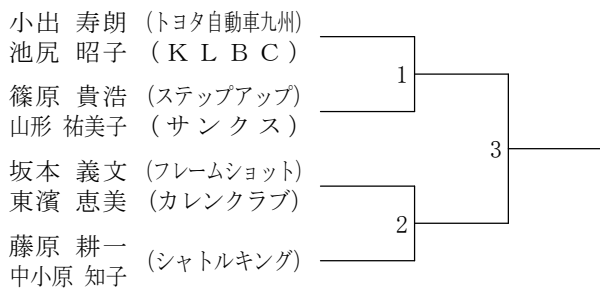 小出 寿朗 (トヨタ自動車九州)
池尻 昭子 (ＫＬＢＣ)
1
篠原 貴浩 (ステップアップ)
山形 祐美子 (サンクス)
3
坂本 義文 (フレームショット)
東濱 恵美 (カレンクラブ)
2
藤原 耕一
(シャトルキング)
中小原 知子